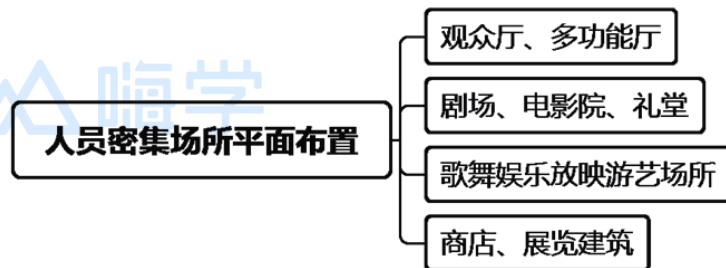 嗨学
观众厅、多功能厅
剧场、电影院、礼堂
人员密集场所平面布置
歌舞娱乐放映游艺场所
商店、展览建筑